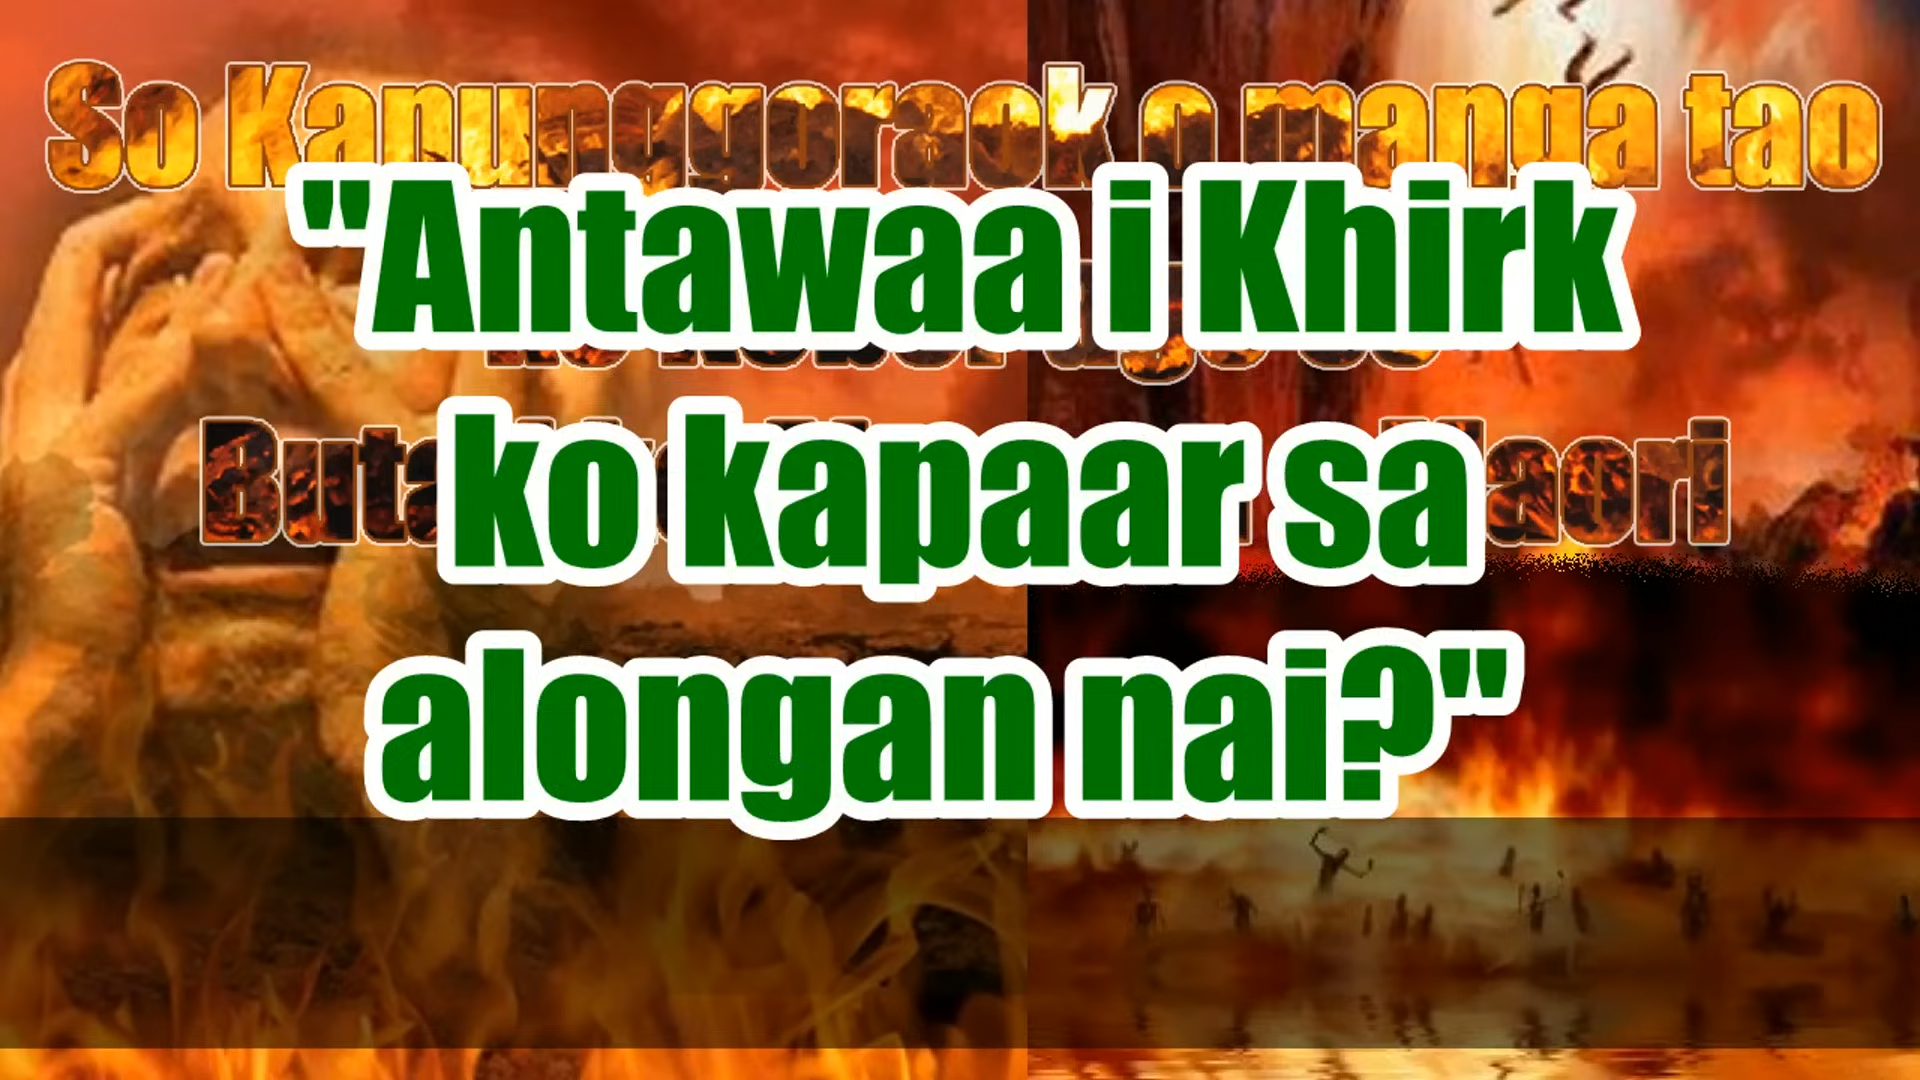 So Kapunggoraok o manga tao
"Antawaa i Khirk
ko kapaar sa
alongan nai?"